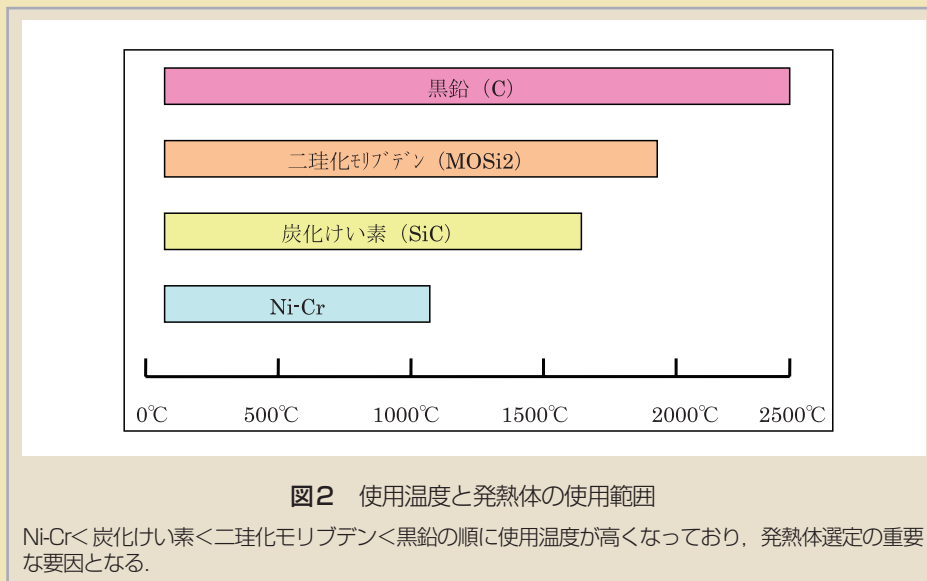 黒鉛（C）
二珪化ﾓﾘﾌﾞﾃﾞﾝ（MOSi2）
炭化けい素（SiC）
Ni-Cr
0℃ 500℃ 1000℃ 1500℃ 2000℃ 2500℃
図2 使用温度と発熱体の使用範囲
Ni-Cr＜炭化けい素＜二珪化モリブデン＜黒鉛の順に使用温度が高くなっており，発熱体選定の重要
な要因となる．